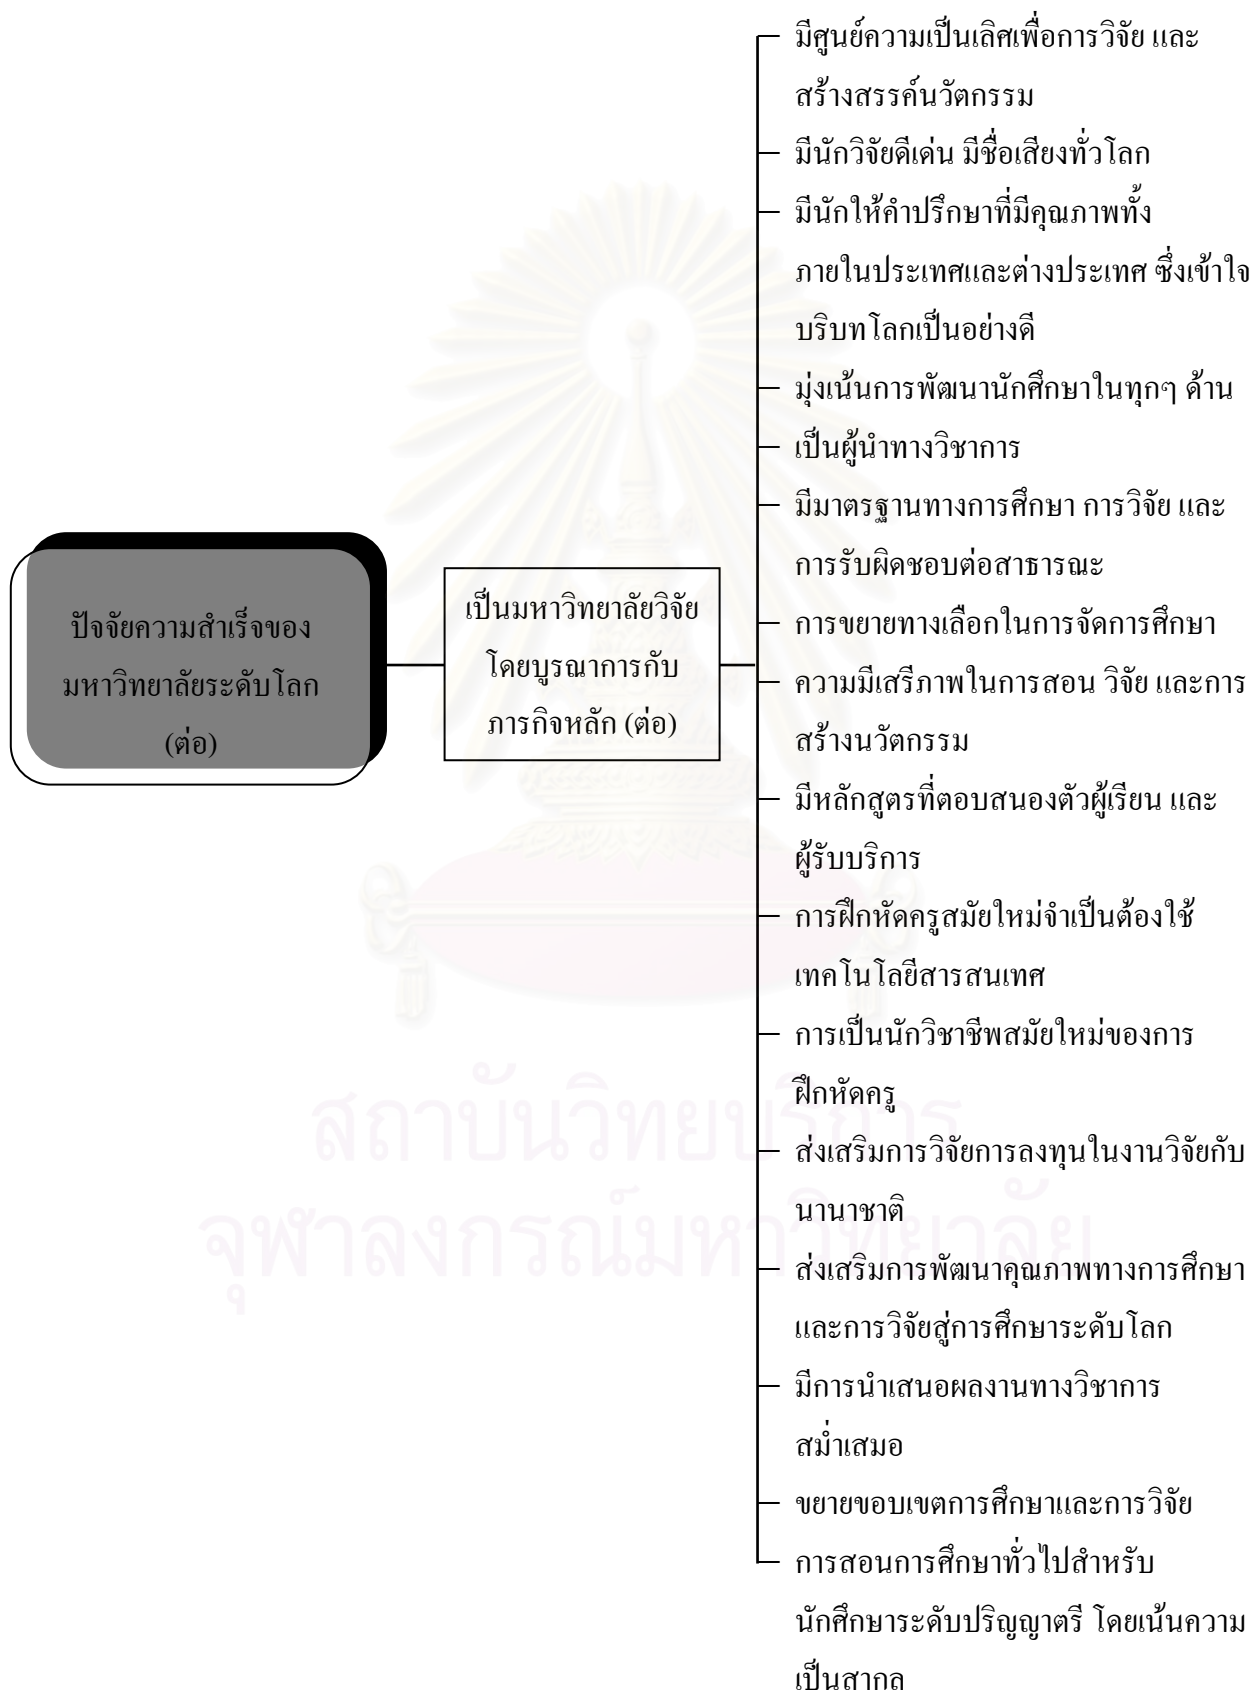 ปัจจัยความสำเร็จของ
มหาวิทยาลัยระดับโลก
(ต่อ)
เป็นมหาวิทยาลัยวิจัย
โดยบูรณาการกับ
ภารกิจหลัก (ต่อ)
มีศูนย์ความเป็นเลิศเพื่อการวิจัย และ
สร้างสรรค์นวัตกรรม
มีนักวิจัยดีเด่น มีชื่อเสียงทั่วโลก
มีนักให้คำปรึกษาที่มีคุณภาพทั้ง
ภายในประเทศและต่างประเทศ ซึ่งเข้าใจ
บริบทโลกเป็นอย่างดี
มุ่งเน้นการพัฒนานักศึกษาในทุกๆ ด้าน
เป็นผู้นำทางวิชาการ
มีมาตรฐานทางการศึกษา การวิจัย และ
การรับผิดชอบต่อสาธารณะ
การขยายทางเลือกในการจัดการศึกษา
ความมีเสรีภาพในการสอน วิจัย และการ
สร้างนวัตกรรม
มีหลักสูตรที่ตอบสนองตัวผู้เรียน และ
ผู้รับบริการ
การฝึกหัดครูสมัยใหม่จำเป็นต้องใช้
เทคโนโลยีสารสนเทศ
การเป็นนักวิชาชีพสมัยใหม่ของการ
ฝึกหัดครู
ส่งเสริมการวิจัยการลงทุนในงานวิจัยกับ
นานาชาติ
ส่งเสริมการพัฒนาคุณภาพทางการศึกษา
และการวิจัยสู่การศึกษาระดับโลก
มีการนำเสนอผลงานทางวิชาการ
สม่ำเสมอ
ขยายขอบเขตการศึกษาและการวิจัย
การสอนการศึกษาทั่วไปสำหรับ
นักศึกษาระดับปริญญาตรี โดยเน้นความ
เป็นสากล
สถาบันวิทยบริการ
จุฬาลงกรณ์มหาวิทยาลัย